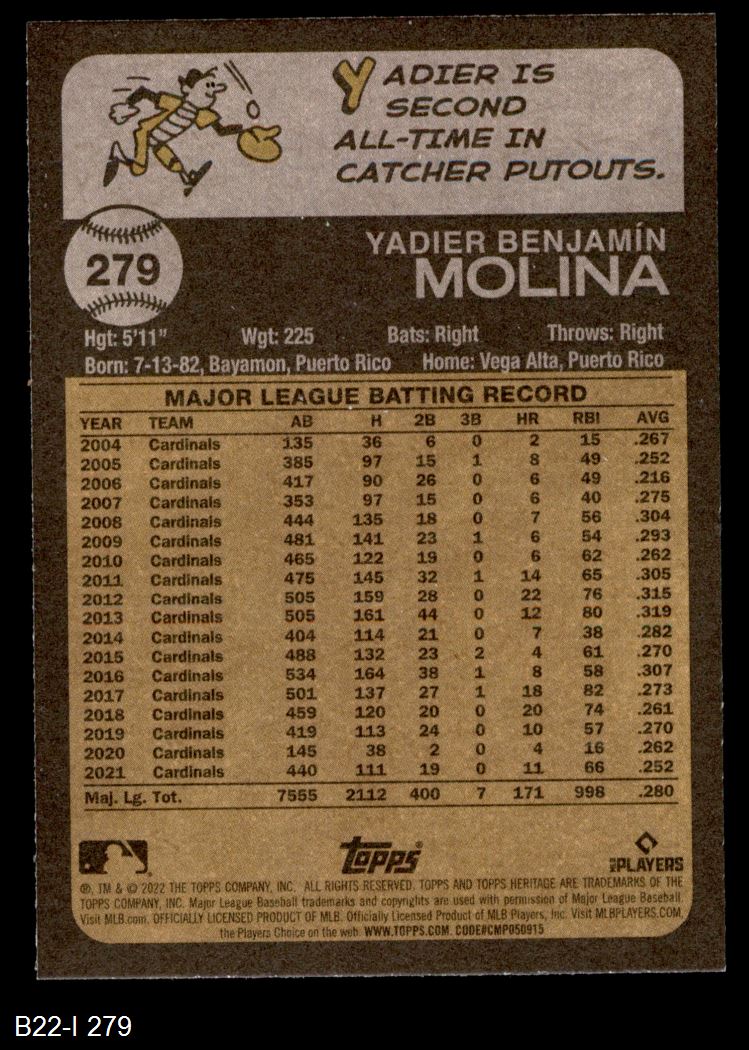 YADIER IS
SECOND
ALL-TIME IN
CATCHER PUTOUTS.
279
YADIER BENJAMÍN
MOLINA
Hgt: 5'11" Wgt: 225 Bats: Right Throws: Right
Born: 7-13-82, Bayamon, Puerto Rico Home: Vega Alta, Puerto Rico
MAJOR LEAGUE BATTING RECORD
YEAR TEAM AB H 2B 3B HR RBI AVG
2004 Cardinals 135 36 6 0 2 15 .267
2005 Cardinals 385 97 15 1 8 49 .252
2006 Cardinals 417 90 26 0 6 49 .216
2007 Cardinals 353 97 15 0 6 40 .275
2008 Cardinals 444 135 18 0 7 56 .304
2009 Cardinals 481 141 23 1 6 54 .293
2010 Cardinals 465 122 19 0 6 62 .262
2011 Cardinals 475 145 32 1 14 65 .305
2012 Cardinals 505 159 28 0 22 76 .315
2013 Cardinals 505 161 44 0 12 80 .319
2014 Cardinals 404 114 21 0 7 38 .282
2015 Cardinals 488 132 23 2 4 61 .270
2016 Cardinals 534 164 38 1 8 58 .307
2017 Cardinals 501 137 27 1 18 82 .273
2018 Cardinals 459 120 20 0 20 74 .261
2019 Cardinals 419 113 24 0 10 57 .270
2020 Cardinals 145 38 2 0 4 16 .262
2021 Cardinals 440 111 19 0 11 66 .252
Maj. Lg. Tot. 7555 2112 400 7 171 998 .280
TOPPS PLAYERS
®, TM & © 2022 THE TOPPS COMPANY, INC. ALL RIGHTS RESERVED. TOPPS AND TOPPS HERITAGE ARE TRADEMARKS OF THE
TOPPS COMPANY, INC. Major League Baseball trademarks and copyrights are used with permission of Major League Baseball.
Visit MLB.com. OFFICIALLY LICENSED PRODUCT OF MLB. Officially Licensed Product of MLB Players, Inc. Visit MLBPLAYERS.COM,
the Players Choice on the web. WWW.TOPPS.COM. CODE#CMP050915
B22-I 279